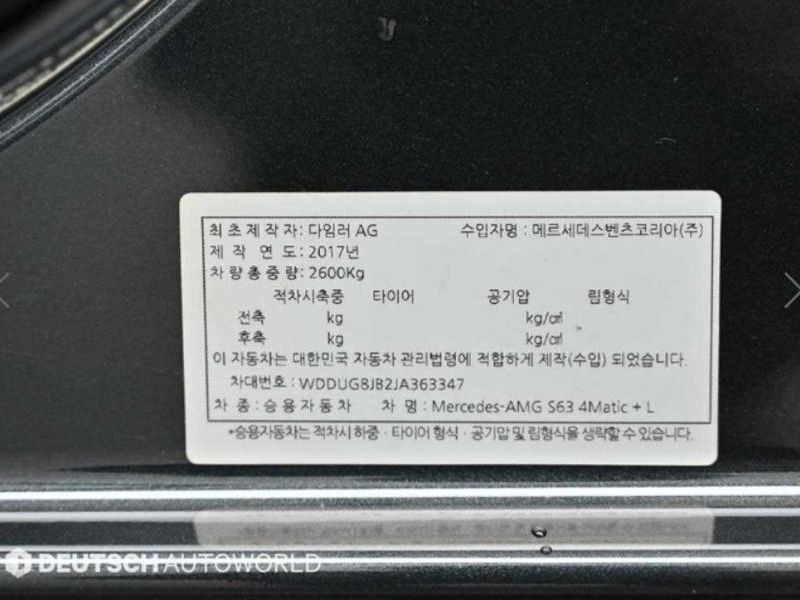 최초제작자: 다임러 AG 수입자명 : 메르세데스벤츠코리아(주)
제 작 연 도: 2017년
차 량 총 중 량: 2600Kg
적차시축중 타이어 공기압 림형식
전축 kg kg/㎠
후축 kg kg/㎠
이 자동차는 대한민국 자동차 관리법령에 적합하게 제작(수입) 되었습니다.
차대번호 : WDDUG8JB2JA363347
차 종 : 승 용 자 동 차 차 명 : Mercedes-AMG S63 4Matic + L
*승용자동차는 적차시 하중 · 타이어 형식 · 공기압 및 림형식을 생략할 수 있습니다.
DEUTSCH AUTOWORLD